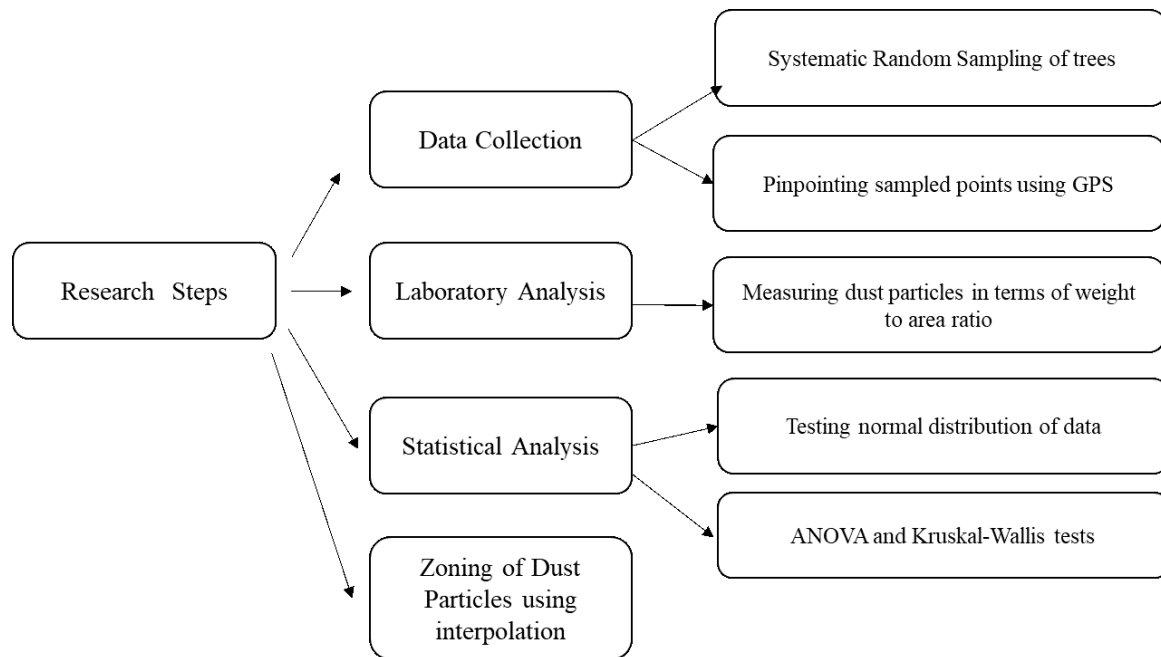 Research Steps
Data Collection
Systematic Random Sampling of trees
Pinpointing sampled points using GPS
Laboratory Analysis
Measuring dust particles in terms of weight
to area ratio
Statistical Analysis
Testing normal distribution of data
ANOVA and Kruskal-Wallis tests
Zoning of Dust
Particles using
interpolation